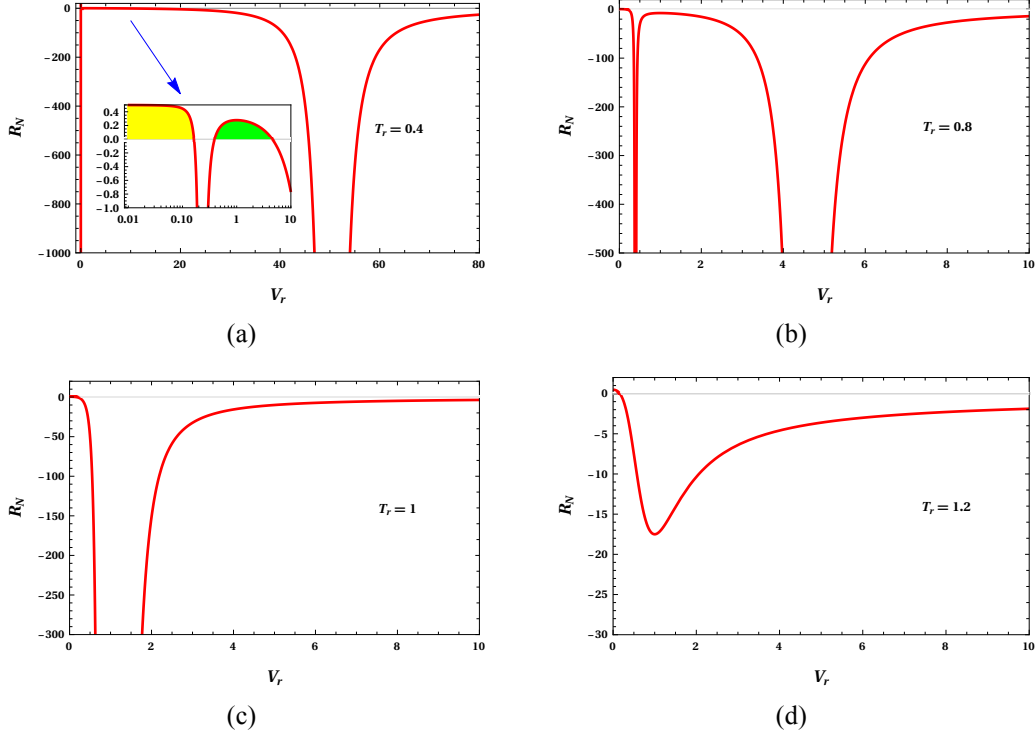 0
-200
-400
-600
-800
-1000
R_N
0.4
0.2
0.0
-0.2
-0.4
-0.6
-0.8
-1.0
0.01 0.10 1 10
T_r = 0.4
0 20 40 60 80
V_r
(a)
0
-100
-200
-300
-400
-500
R_N
T_r = 0.8
0 2 4 6 8 10
V_r
(b)
0
-50
-100
-150
-200
-250
-300
R_N
T_r = 1
0 2 4 6 8 10
V_r
(c)
0
-5
-10
-15
-20
-25
-30
R_N
T_r = 1.2
0 2 4 6 8 10
V_r
(d)